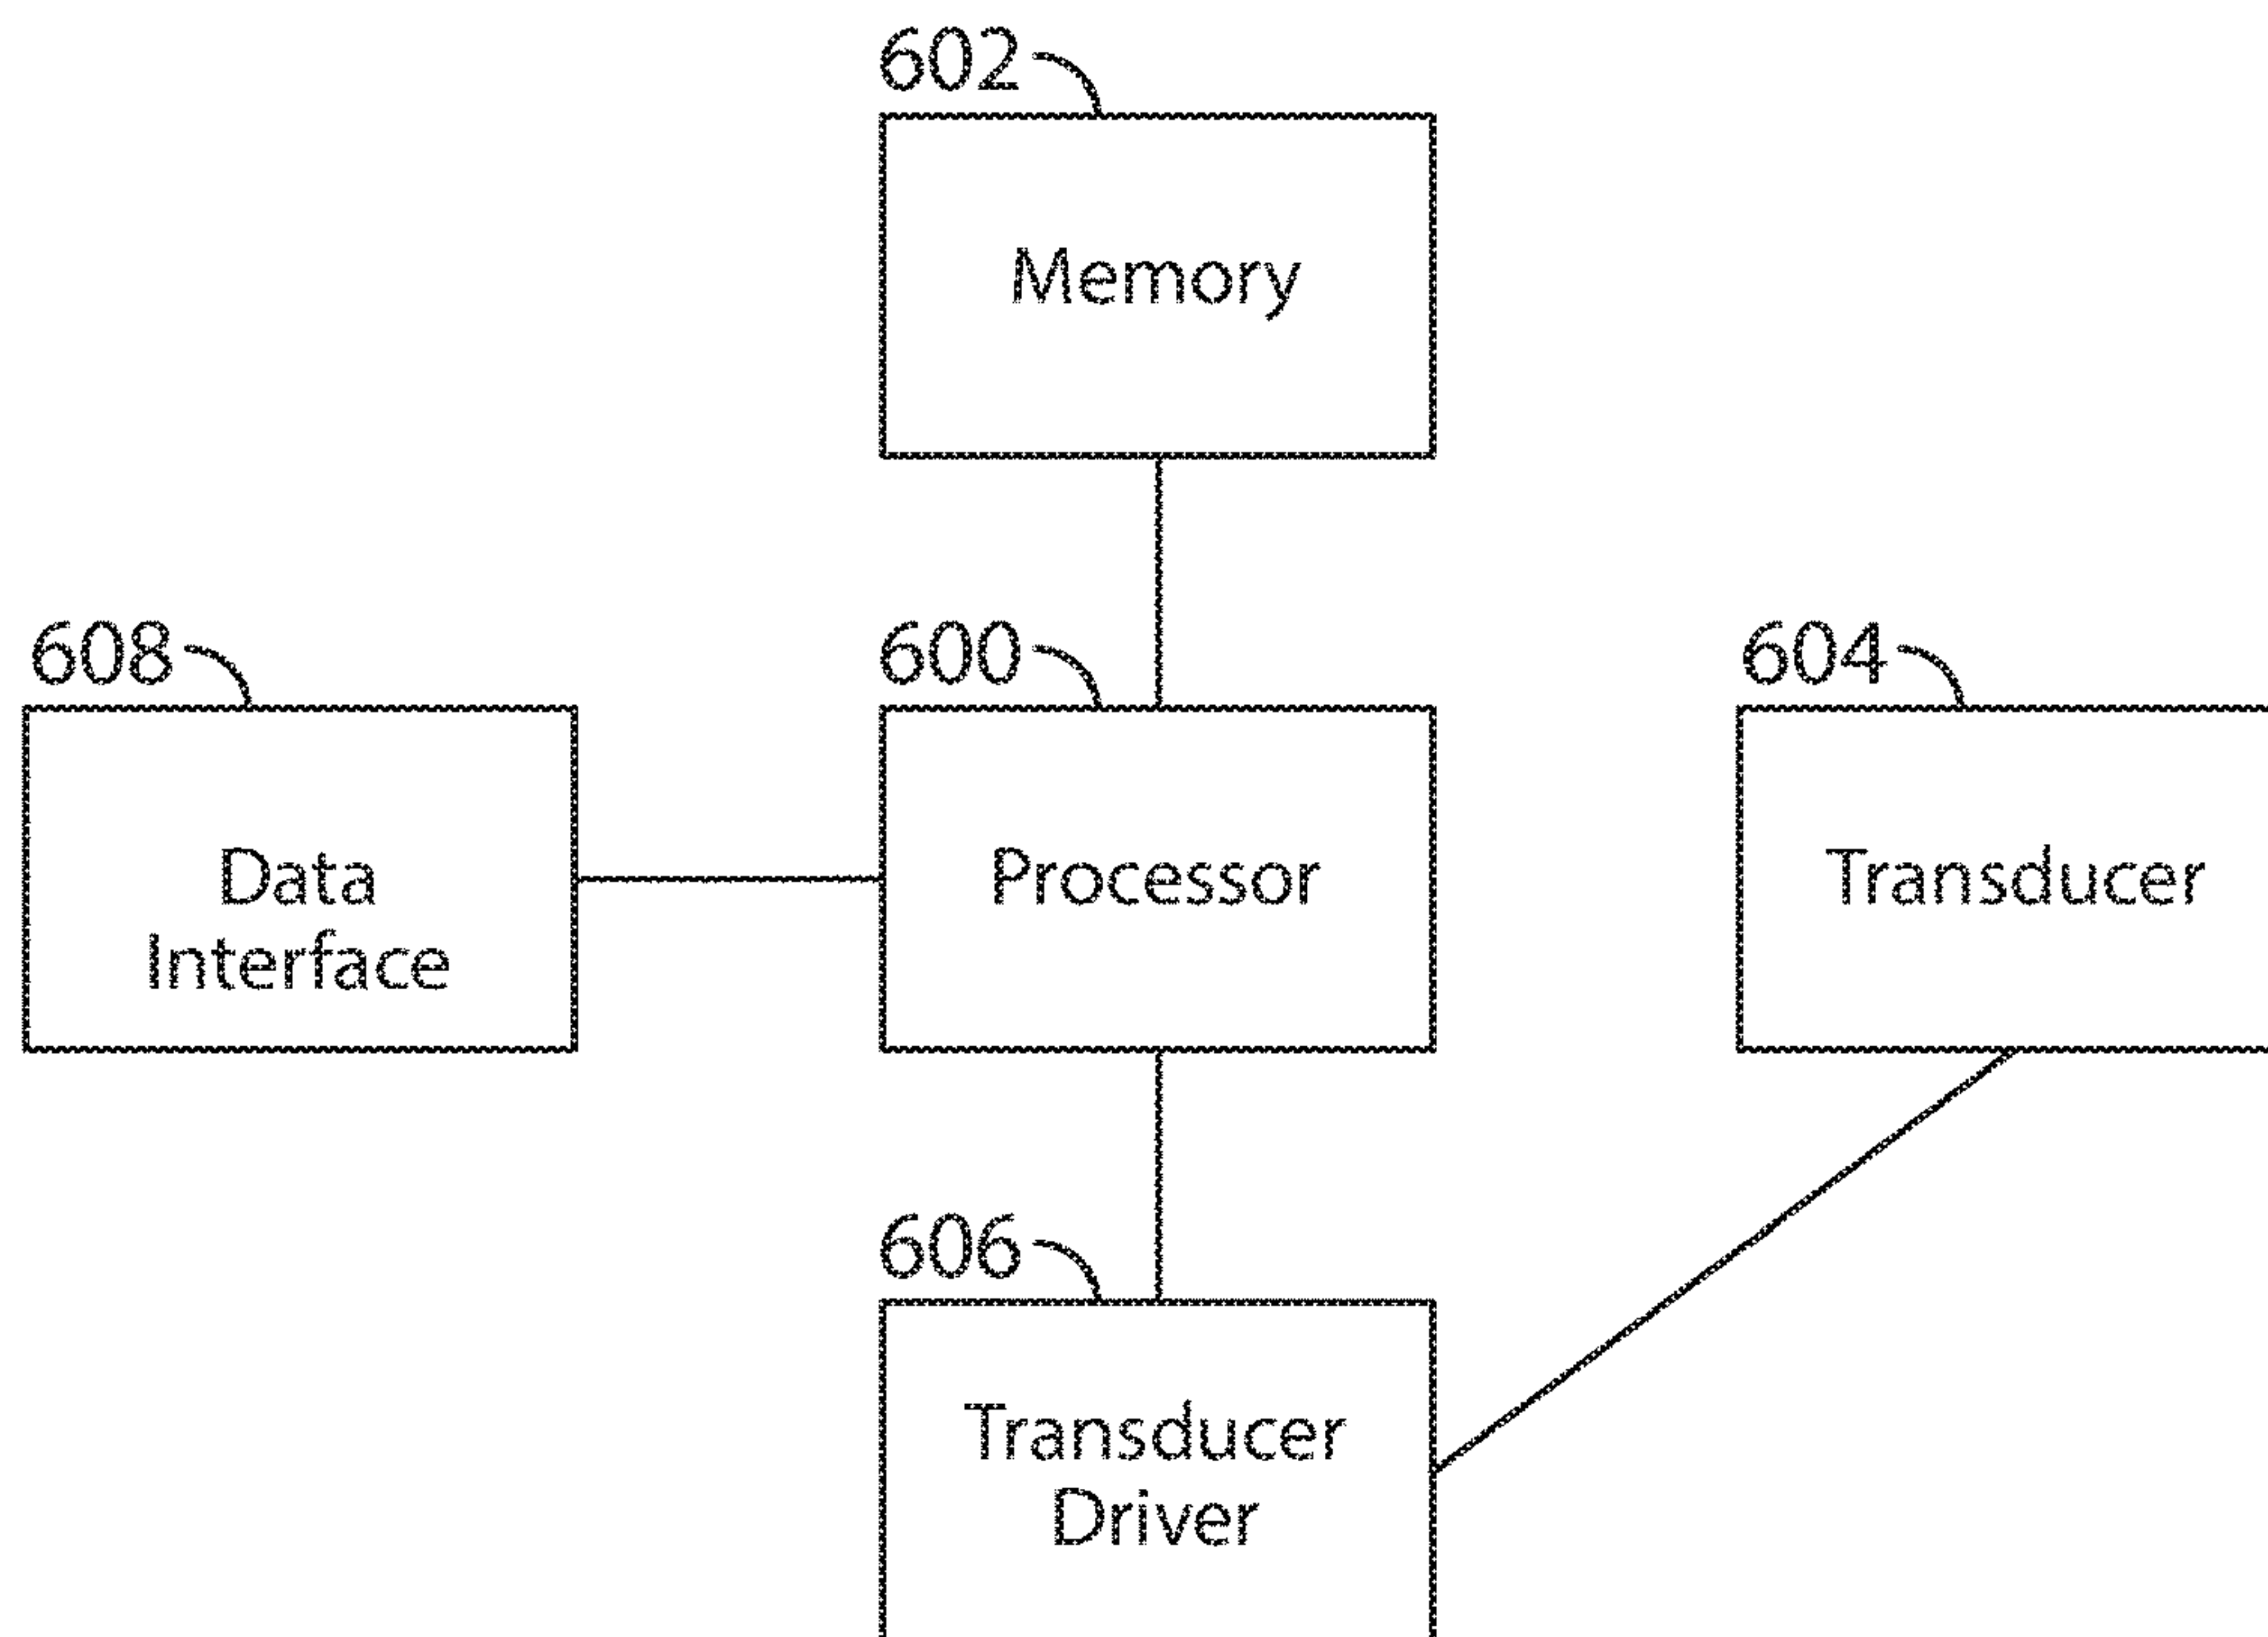 602
Memory
608
600
604
Data
Interface
Processor
Transducer
606
Transducer
Driver